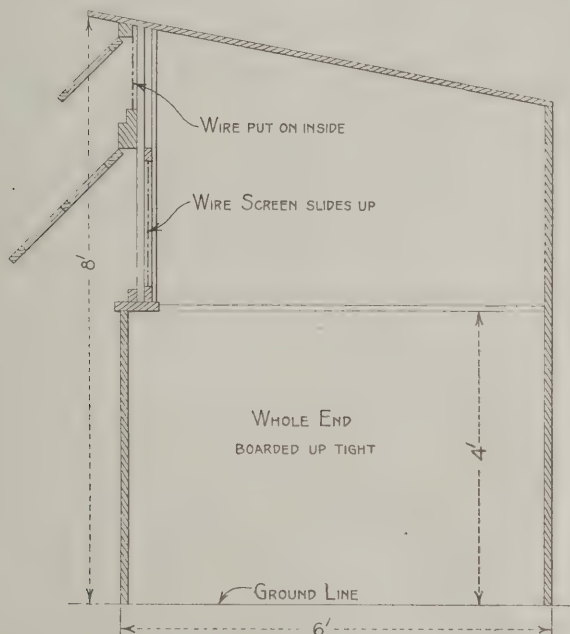 WIRE PUT ON INSIDE
WIRE SCREEN SLIDES UP
8'
WHOLE END
BOARDED UP TIGHT
4'
GROUND LINE
6'